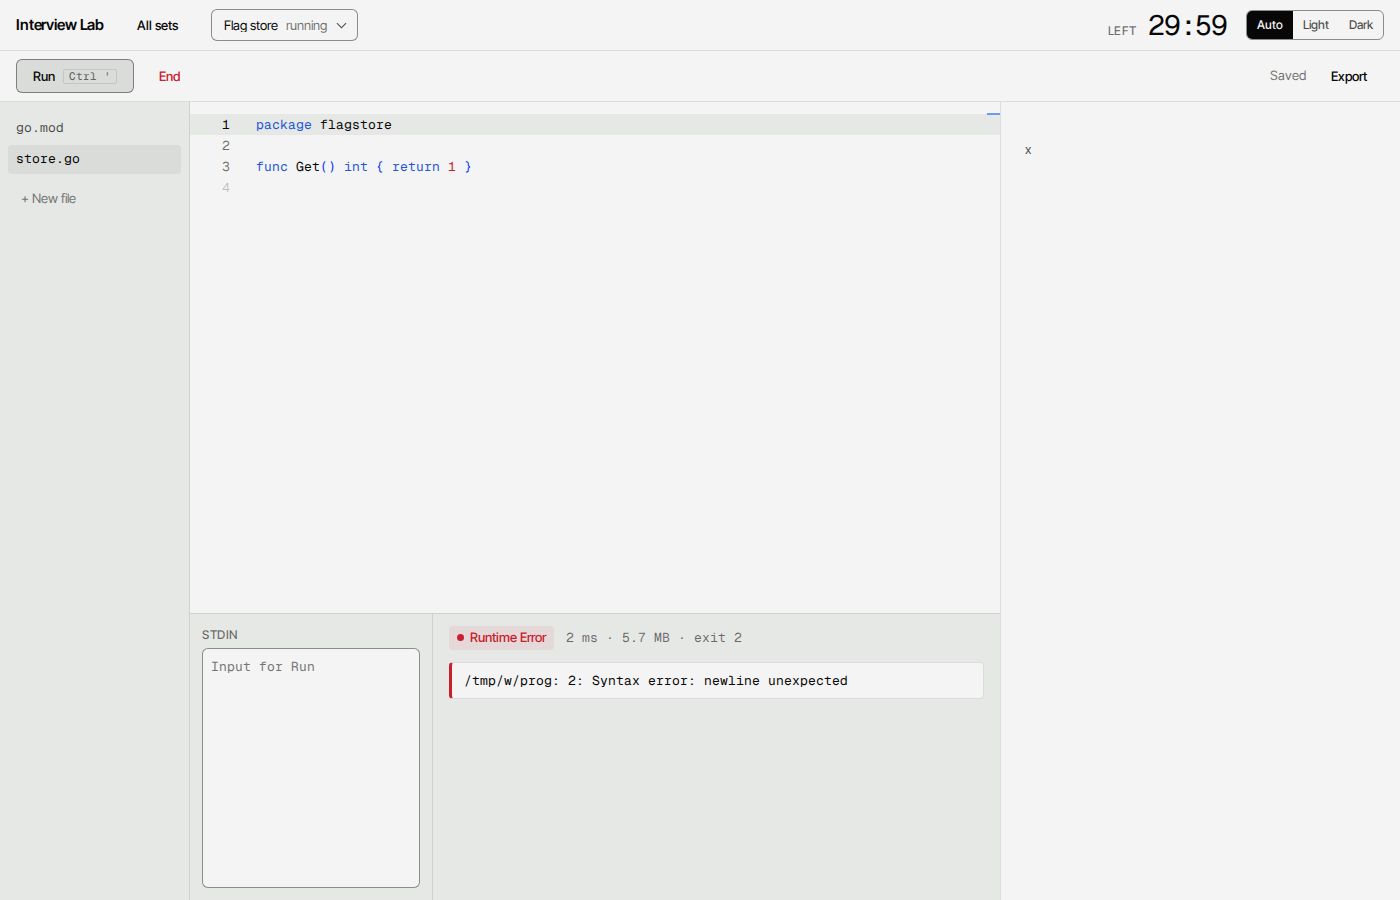 Interview Lab All sets Flag store running LEFT 29:59 Auto Light Dark
Run Ctrl ' End Saved Export
go.mod
store.go
+ New file
1 package flagstore
2
3 func Get() int { return 1 }
4
x
STDIN
Input for Run
Runtime Error 2 ms · 5.7 MB · exit 2
/tmp/w/prog: 2: Syntax error: newline unexpected